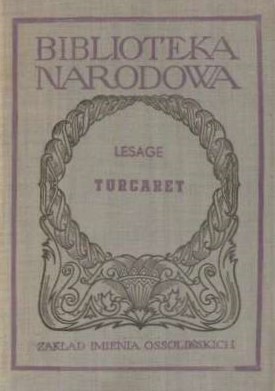 BIBLIOTEKA
NARODOWA
LESAGE
TURCARET
ZAKŁAD IMIENIA OSSOLIŃSKICH